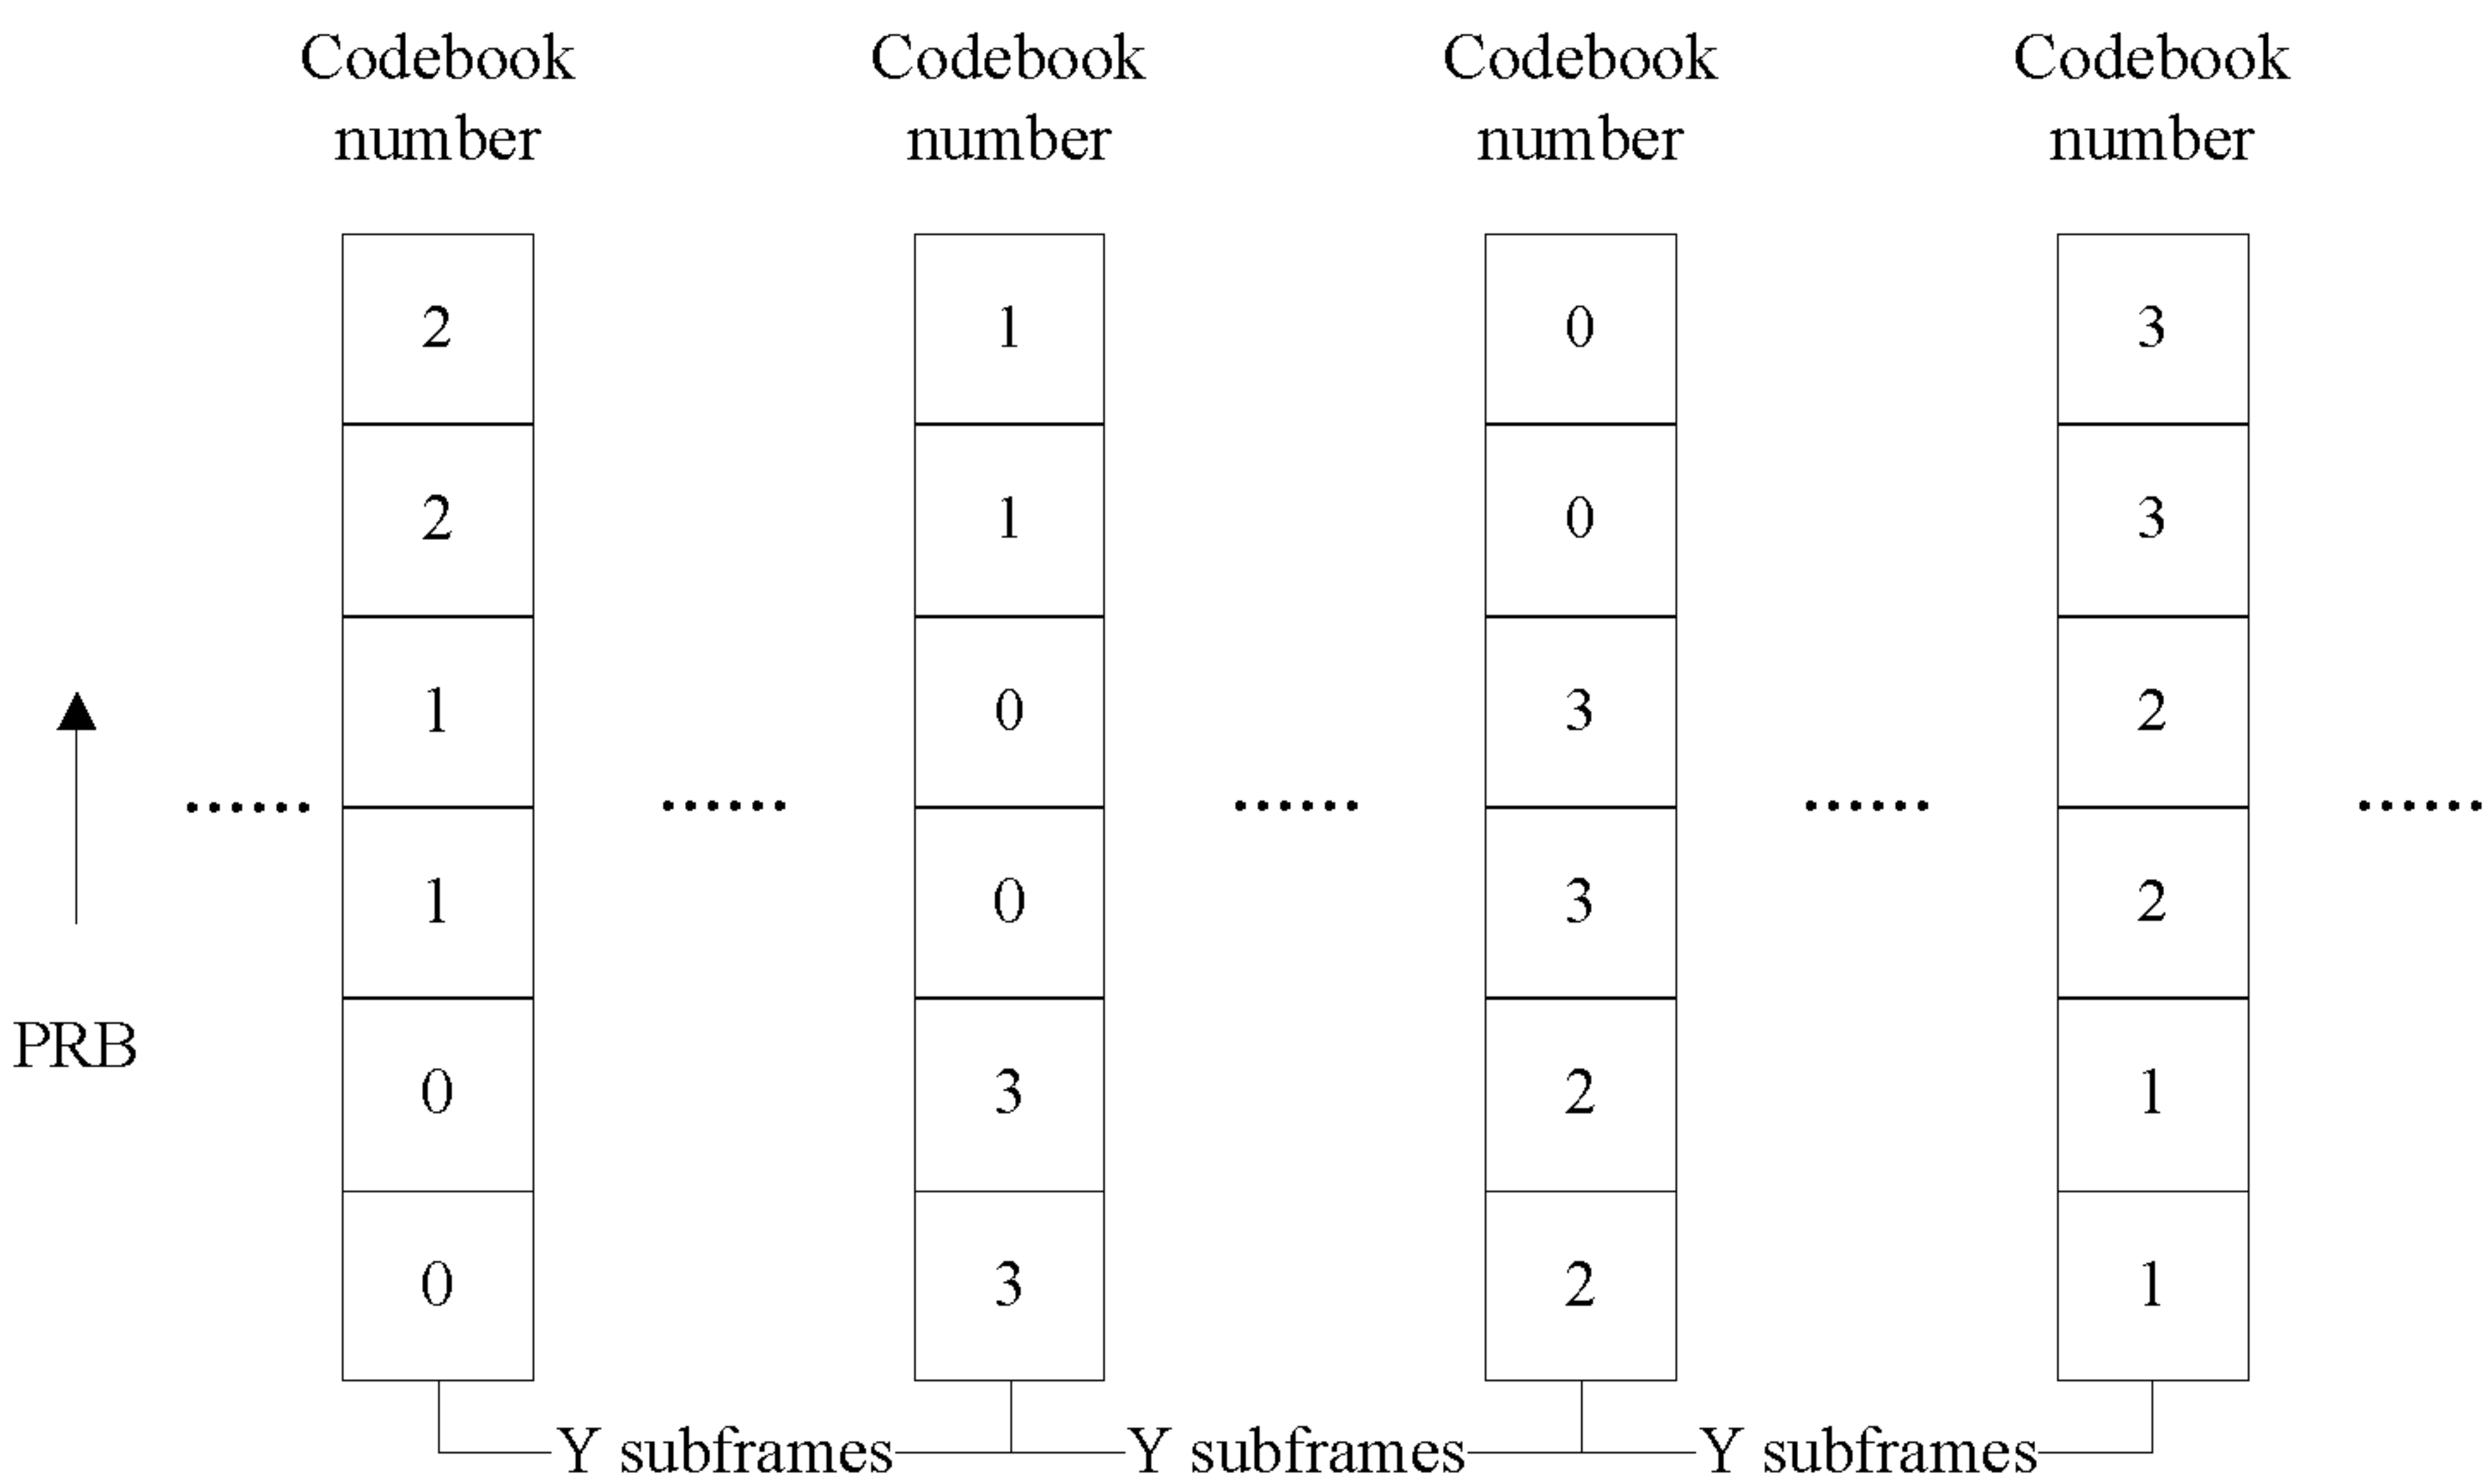 Codebook Codebook Codebook Codebook
number number number number
2 1 0 3
2 1 0 3
1 0 3 2
...... ...... ...... ...... ......
1 0 3 2
PRB
0 3 2 1
0 3 2 1
Y subframes Y subframes Y subframes